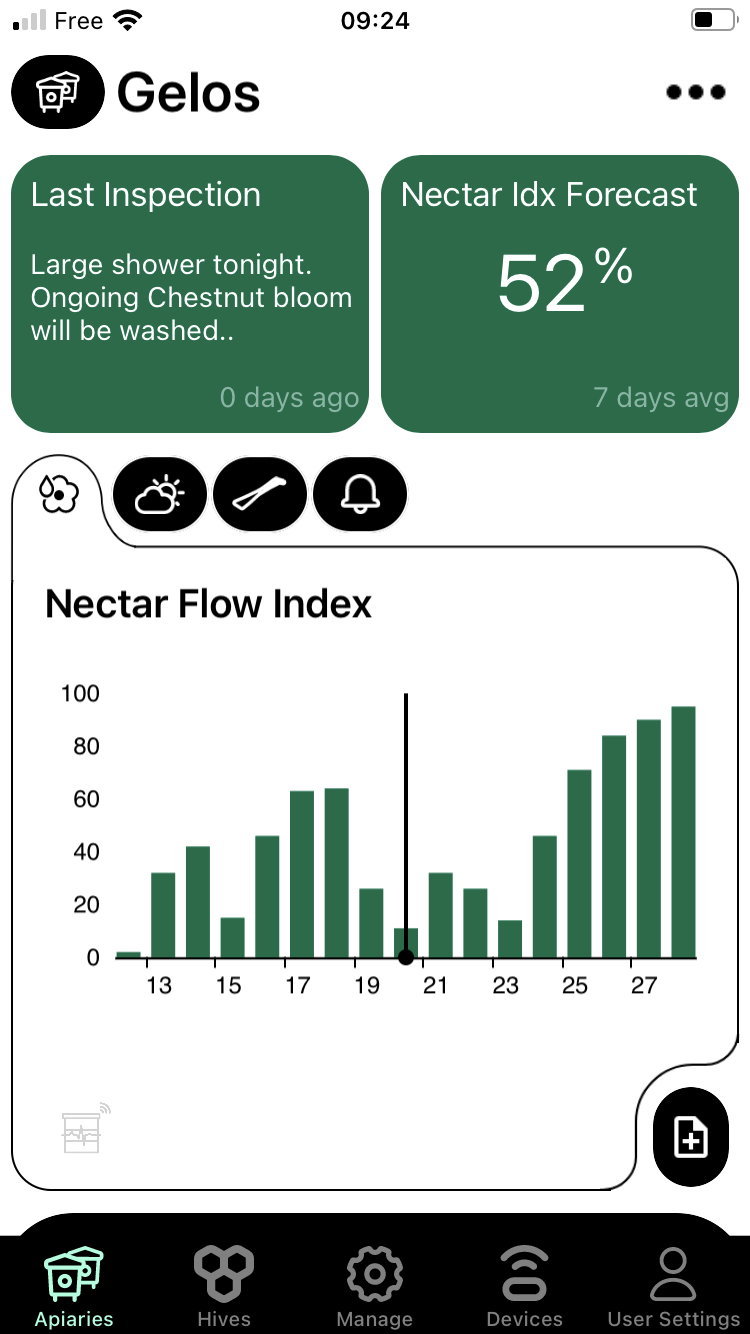 Free 09:24
Gelos
Last Inspection
Large shower tonight.
Ongoing Chestnut bloom
will be washed..
0 days ago
Nectar Idx Forecast
52%
7 days avg
Nectar Flow Index
100
80
60
40
20
0
13 15 17 19 21 23 25 27
Apiaries Hives Manage Devices User Settings